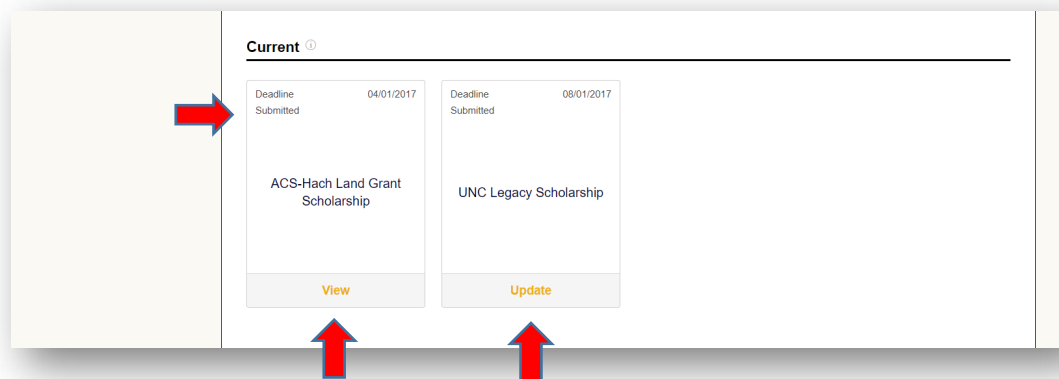 Current
Deadline 04/01/2017
Submitted
ACS-Hach Land Grant
Scholarship
View
Deadline 08/01/2017
Submitted
UNC Legacy Scholarship
Update